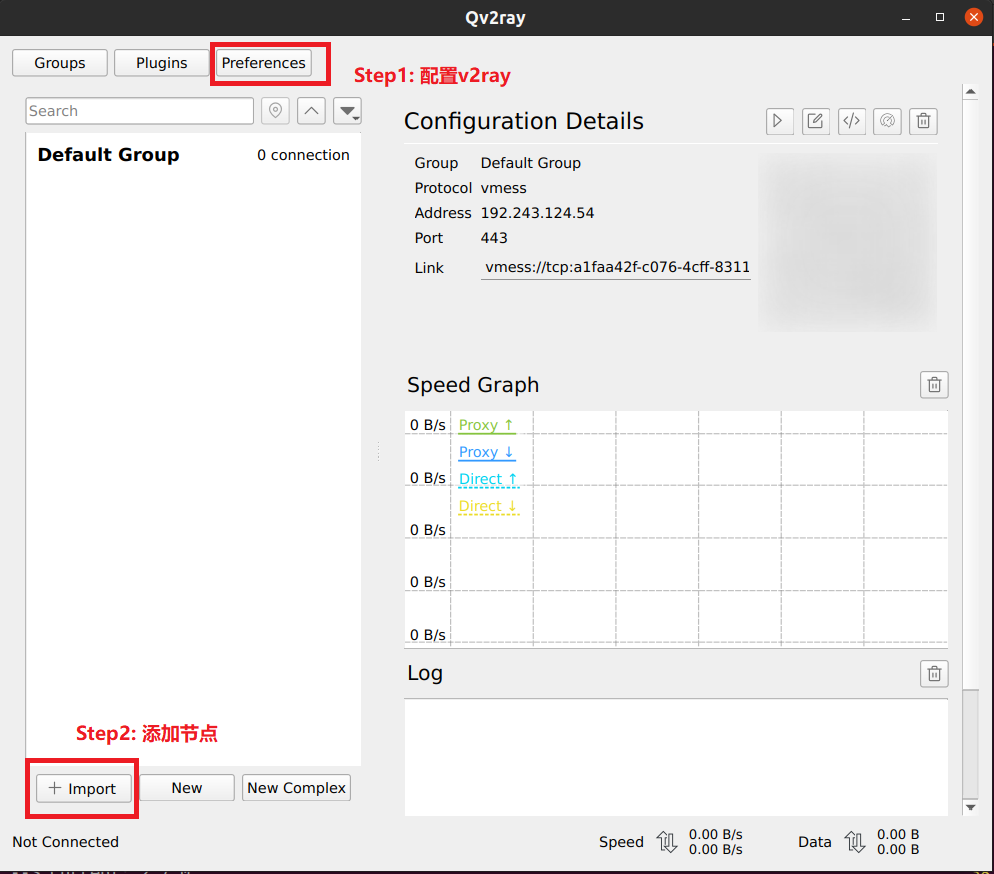 Qv2ray
Groups
Plugins
Preferences
Step1: 配置v2ray
Search
Default Group
0 connection
Configuration Details
Group Default Group
Protocol vmess
Address 192.243.124.54
Port 443
Link vmess://tcp:a1faa42f-c076-4cff-8311
Speed Graph
0 B/s
Proxy ↑
Proxy ↓
0 B/s
Direct ↑
Direct ↓
0 B/s
0 B/s
0 B/s
Log
Step2: 添加节点
Import
New
New Complex
Not Connected
Speed
0.00 B/s
0.00 B/s
Data
0.00 B
0.00 B